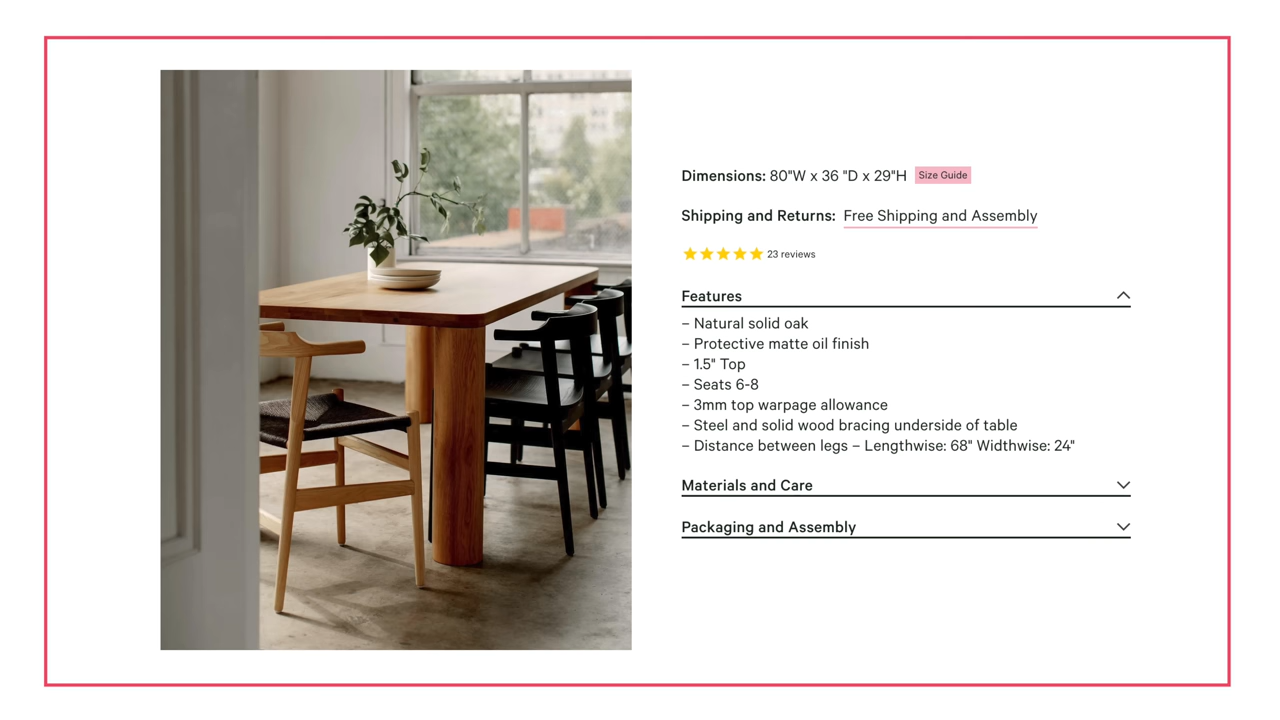 Dimensions: 80"W x 36 "D x 29"H Size Guide
Shipping and Returns: Free Shipping and Assembly
23 reviews
Features
– Natural solid oak
– Protective matte oil finish
– 1.5" Top
– Seats 6-8
– 3mm top warpage allowance
– Steel and solid wood bracing underside of table
– Distance between legs – Lengthwise: 68" Widthwise: 24"
Materials and Care
Packaging and Assembly